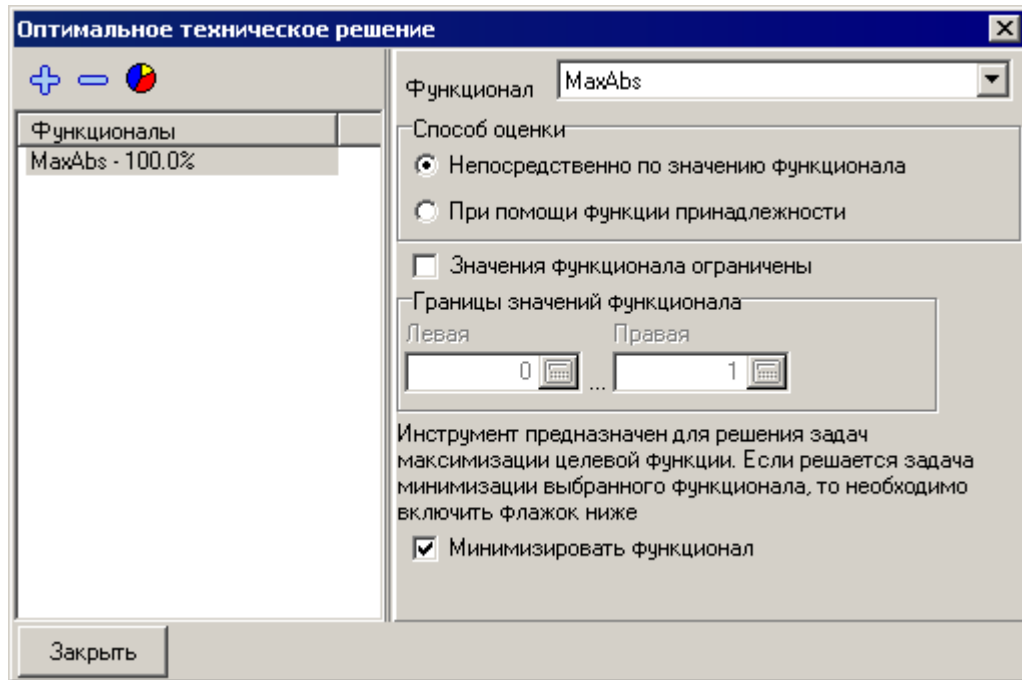 Оптимальное техническое решение
Функционалы
MaxAbs - 100.0%
Функционал
MaxAbs
Способ оценки
Непосредственно по значению функционала
При помощи функции принадлежности
Значения функционала ограничены
Границы значений функционала
Левая
Правая
0 ... 1
Инструмент предназначен для решения задач
максимизации целевой функции. Если решается задача
минимизации выбранного функционала, то необходимо
включить флажок ниже
Минимизировать функционал
Закрыть